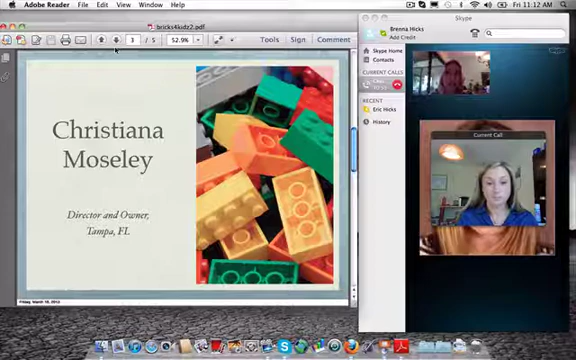 Adobe Reader File Edit View Window
Fri 11:12 AM
bricks4kidz2.pdf
3 / 5 52.9% Tools Sign Comment
Christiana
Moseley
Director and Owner,
Tampa, FL
Skype
Brenna Hicks
Add Credit
Skype Home
Contacts
CURRENT CALLS
RECENT
Eric Hicks
History
Current Call